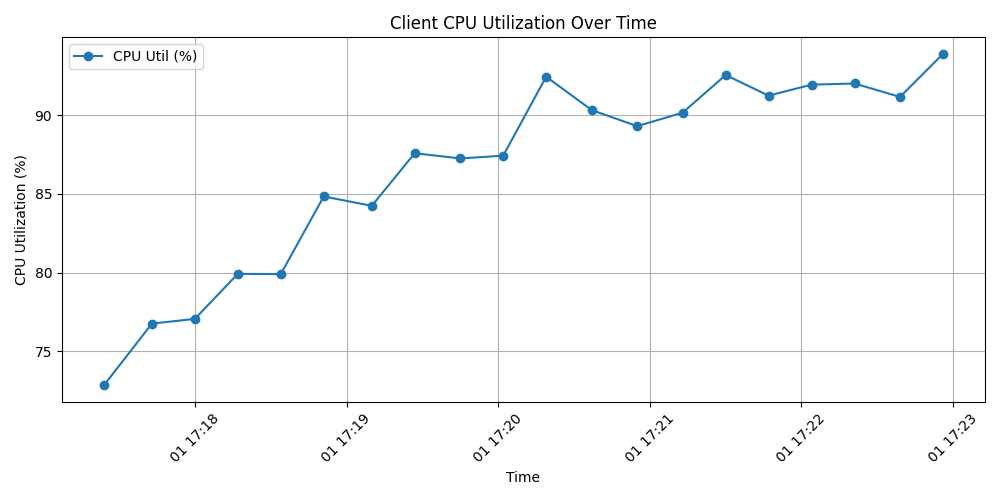 Client CPU Utilization Over Time
CPU Util (%)
CPU Utilization (%)
90
85
80
75
01 17:18
01 17:19
01 17:20
01 17:21
01 17:22
01 17:23
Time